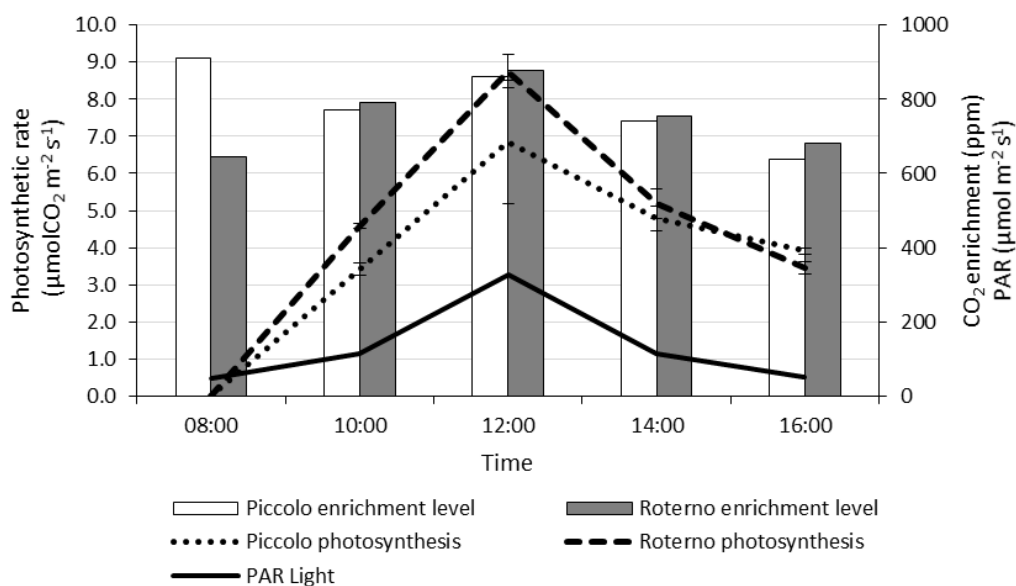 10.0
9.0
8.0
7.0
6.0
5.0
4.0
3.0
2.0
1.0
0.0
Photosynthetic rate
(µmolCO₂ m⁻² s⁻¹)
1000
800
600
400
200
0
CO₂ enrichment (ppm)
PAR (µmol m⁻² s¹)
08:00 10:00 12:00 14:00 16:00
Time
Piccolo enrichment level Roterno enrichment level
Piccolo photosynthesis Roterno photosynthesis
PAR Light